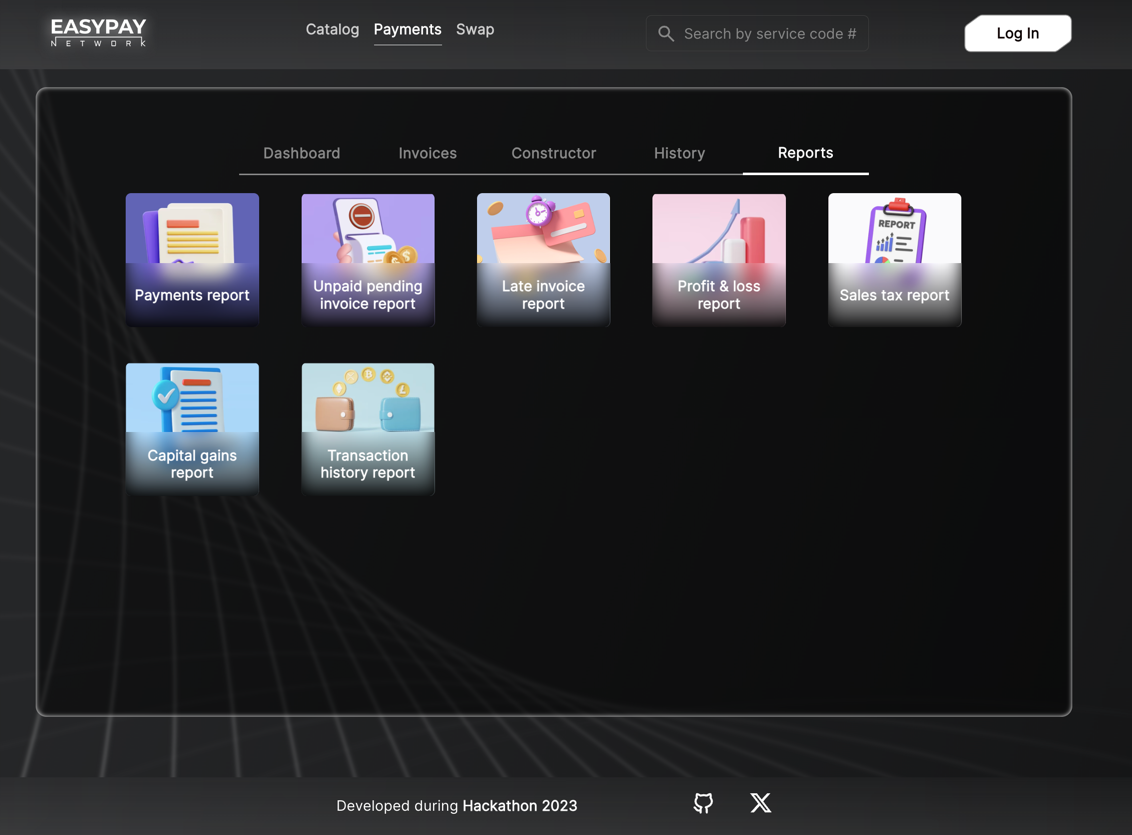 EASYPAY
NETWORK
Catalog
Payments
Swap
Search by service code #
Log In
Dashboard
Invoices
Constructor
History
Reports
REPORT
Payments report
Unpaid pending
invoice report
Late invoice
report
Profit & loss
report
Sales tax report
Capital gains
report
Transaction
history report
Developed during Hackathon 2023